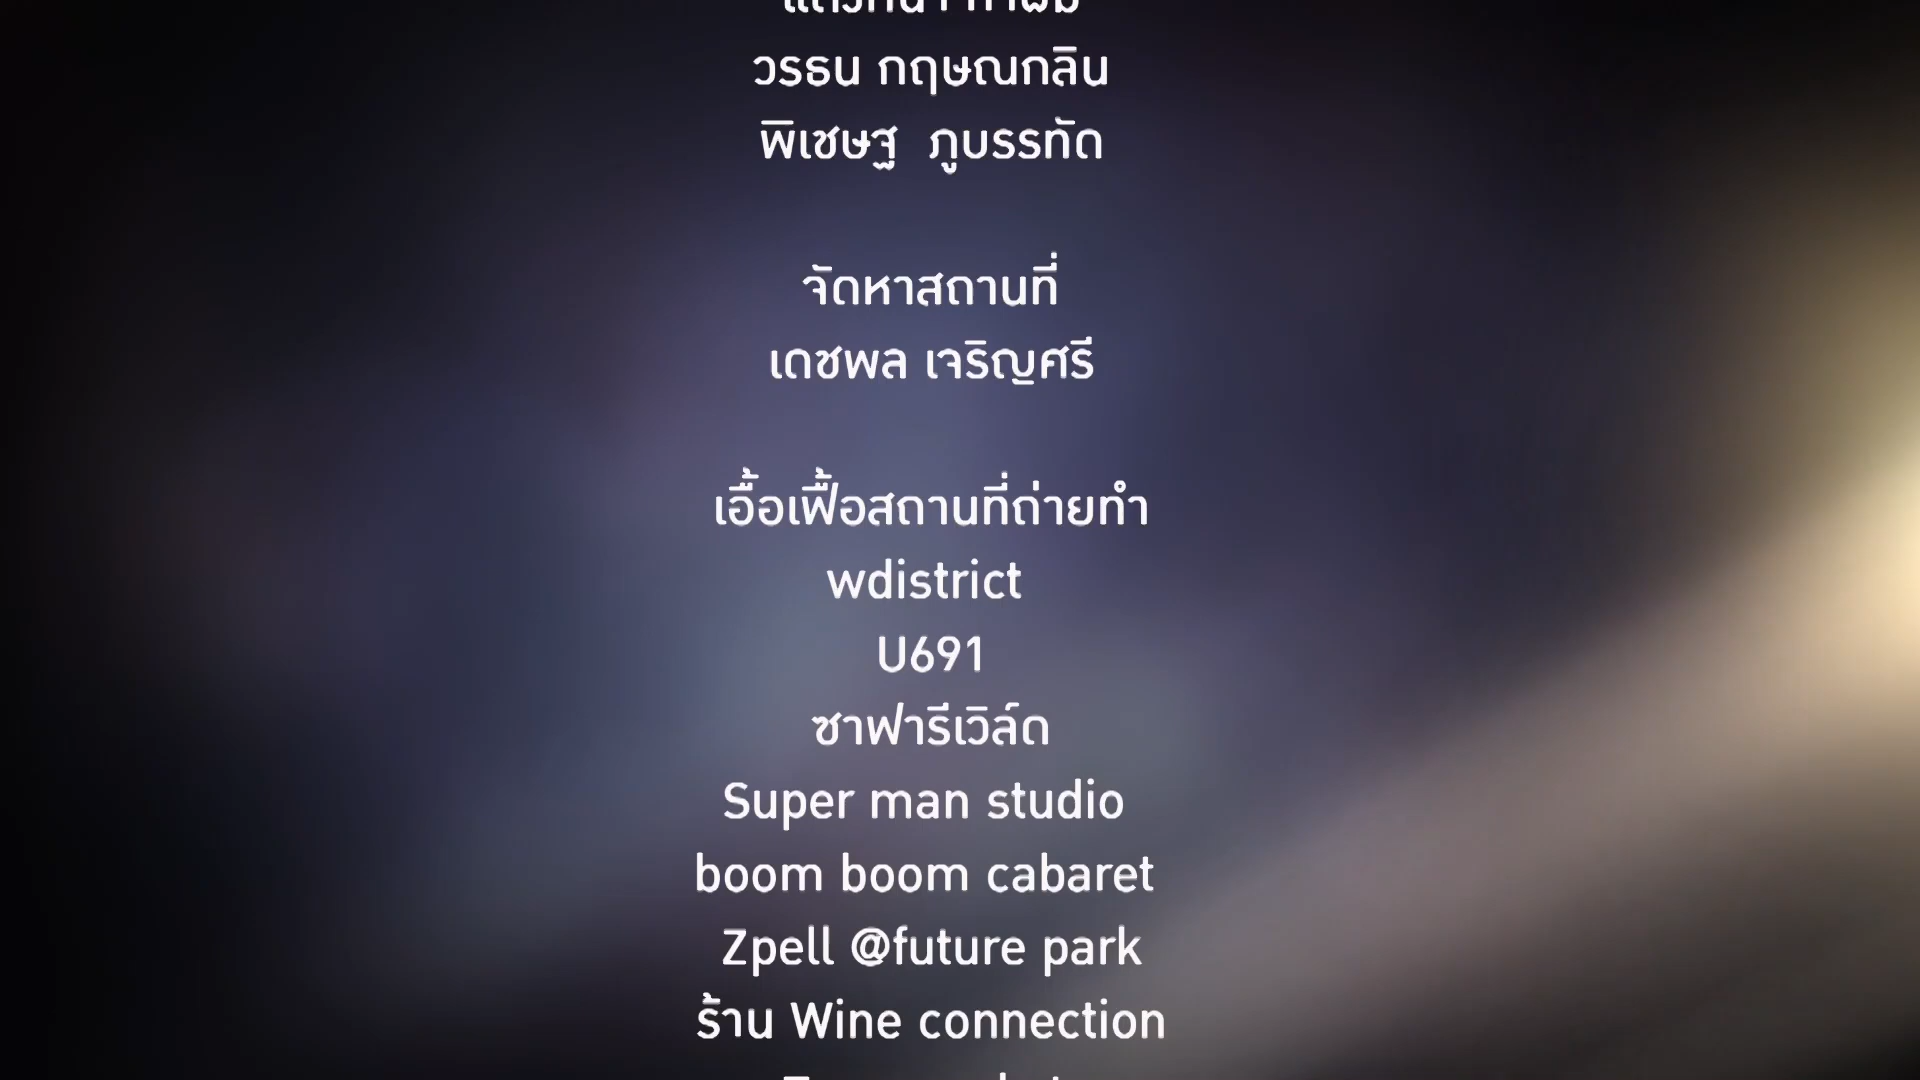 วรธน กฤษณกลิน
พิเชษฐ ภูบรรทัด
จัดหาสถานที่
เดชพล เจริญศรี
เอื้อเฟื้อสถานที่ถ่ายทำ
wdistrict
U691
ซาฟารีเวิล์ด
Super man studio
boom boom cabaret
Zpell @future park
ร้าน Wine connection